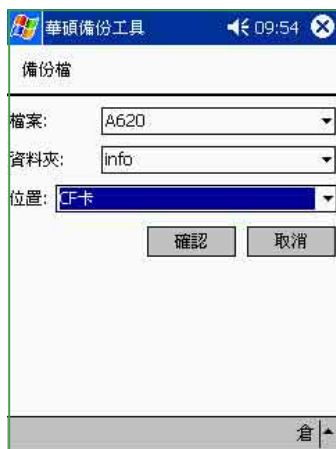 華碩備份工具 09:54
備份檔
檔案: A620
資料夾: info
位置: CF卡
確認 取消
倉